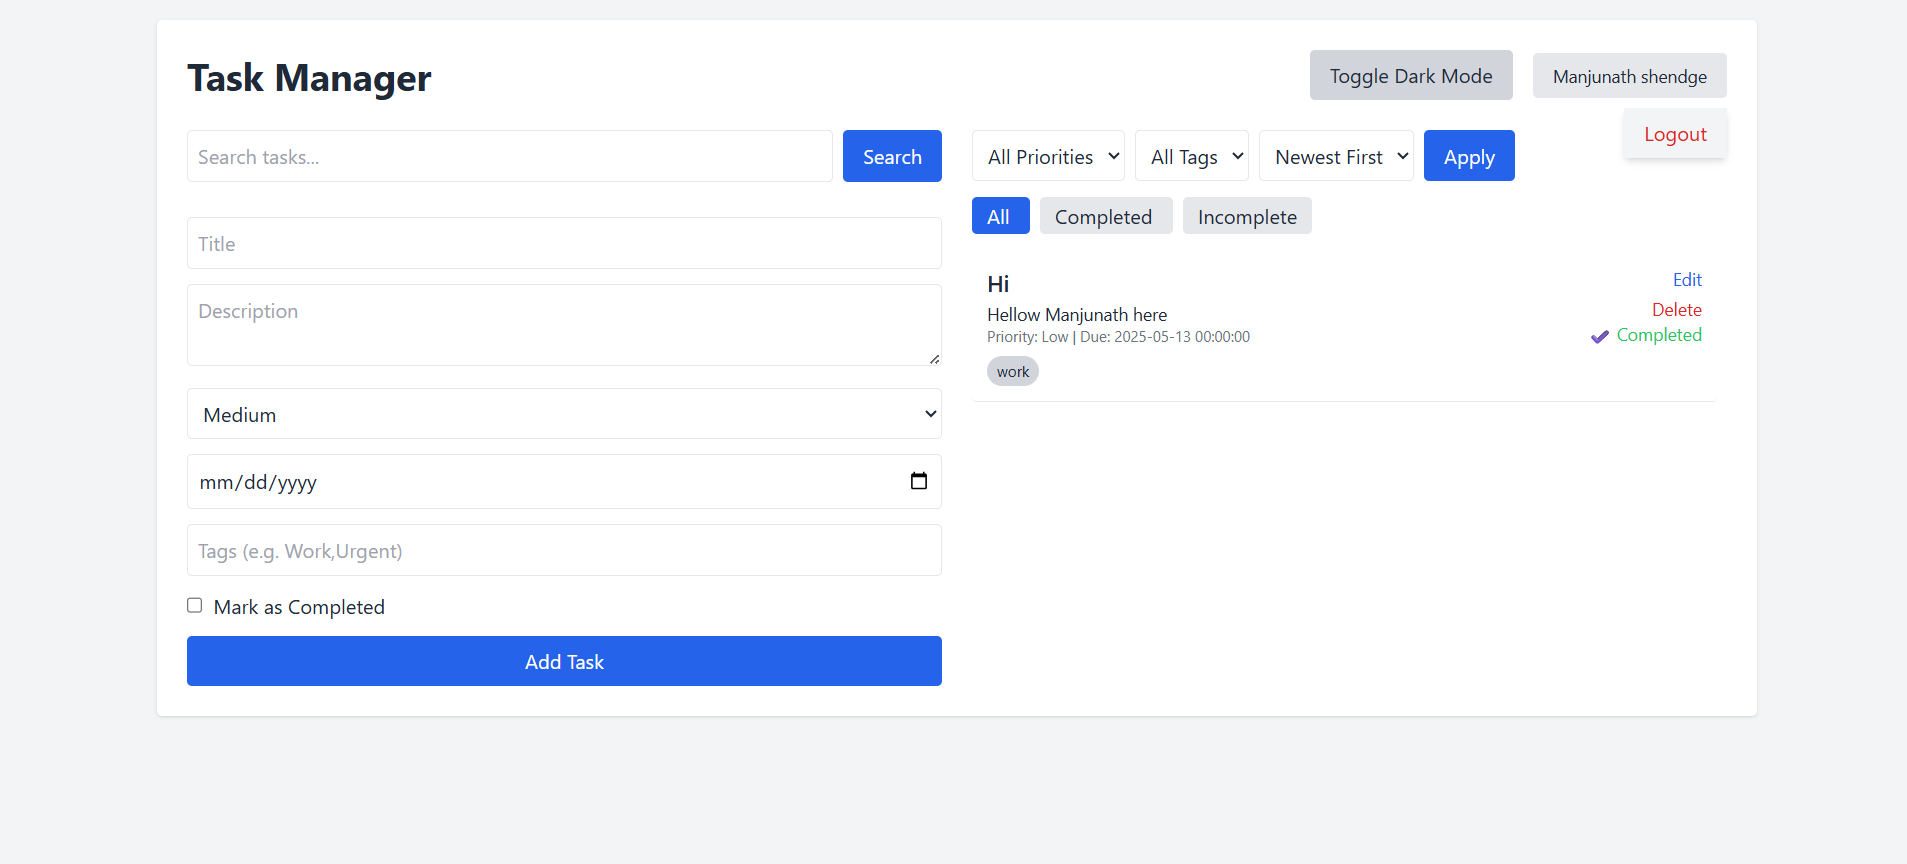 Task Manager
Toggle Dark Mode
Manjunath shendge
Logout
Search tasks...
Search
All Priorities
All Tags
Newest First
Apply
All
Completed
Incomplete
Title
Description
Medium
mm/dd/yyyy
Tags (e.g. Work,Urgent)
Mark as Completed
Add Task
Hi
Hellow Manjunath here
Priority: Low | Due: 2025-05-13 00:00:00
work
Edit
Delete
Completed